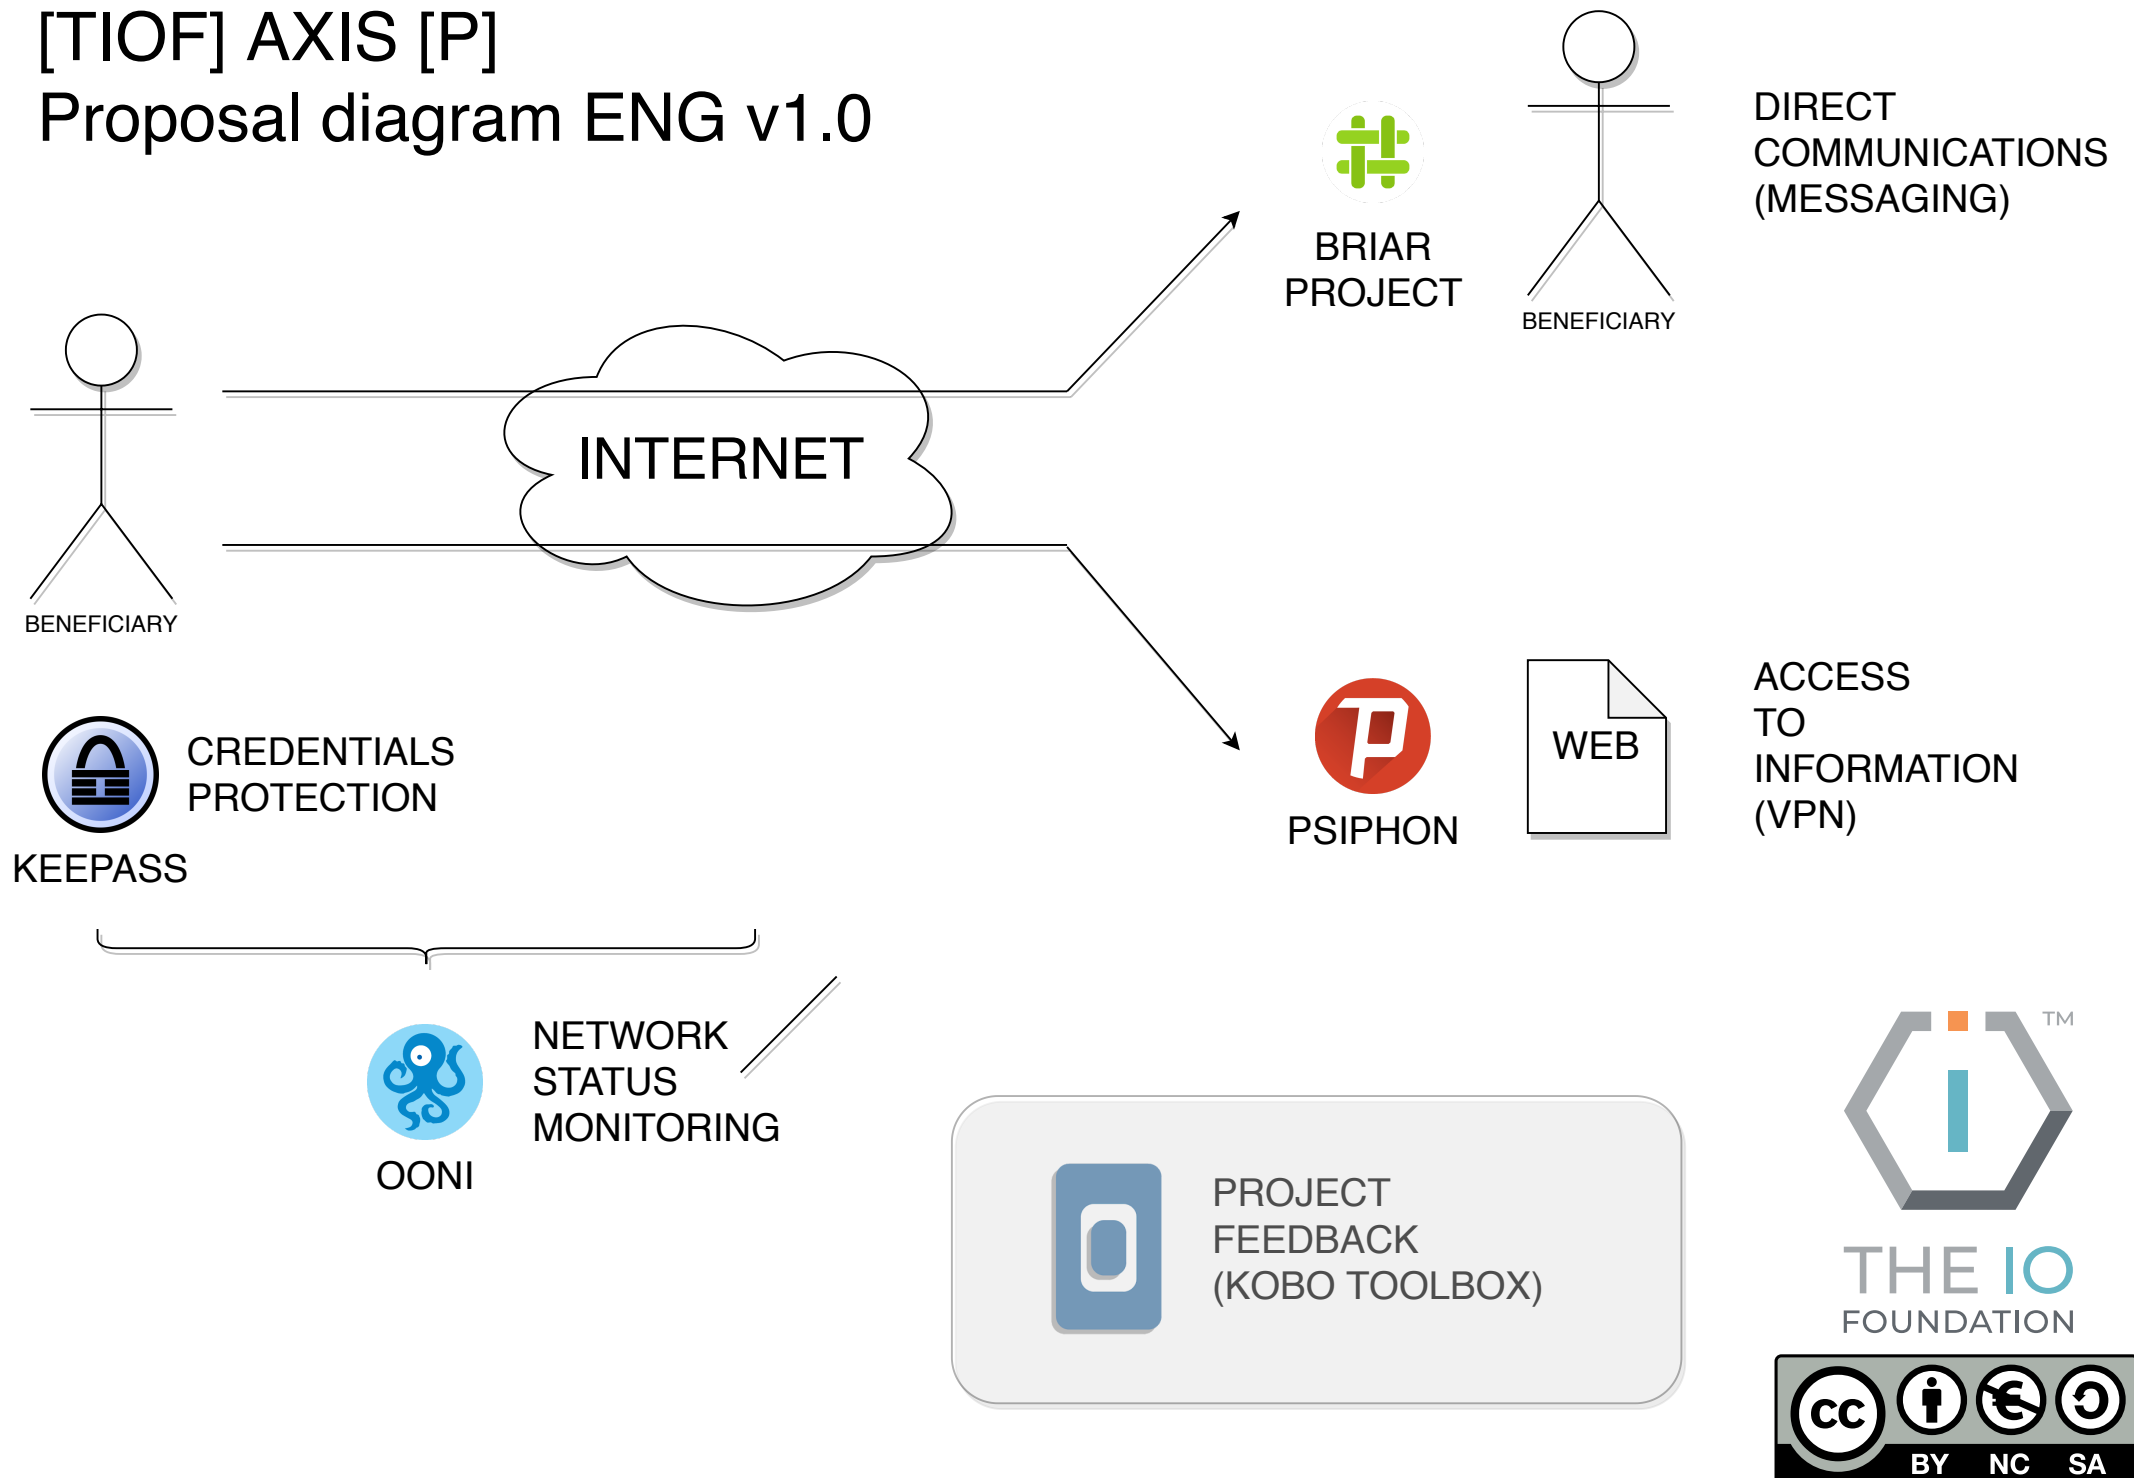 [TIOF] AXIS [P]
Proposal diagram ENG v1.0
DIRECT
COMMUNICATIONS
(MESSAGING)
BRIAR
PROJECT
BENEFICIARY
INTERNET
BENEFICIARY
CREDENTIALS
PROTECTION
KEEPASS
PSIPHON
WEB
ACCESS
TO
INFORMATION
(VPN)
NETWORK
STATUS
MONITORING
OONI
PROJECT
FEEDBACK
(KOBO TOOLBOX)
TM
THE IO
FOUNDATION
cc
BY NC SA